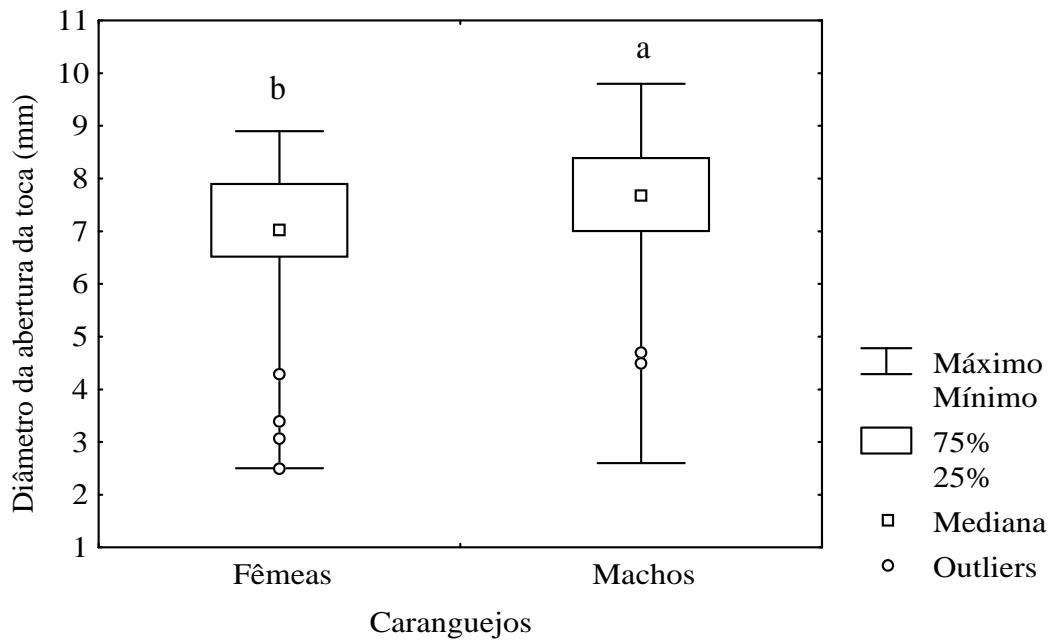 Diâmetro da abertura da toca (mm)
11
10
9
8
7
6
5
4
3
2
1
b
a
Fêmeas
Machos
Caranguejos
Máximo
Mínimo
75%
25%
Mediana
Outliers